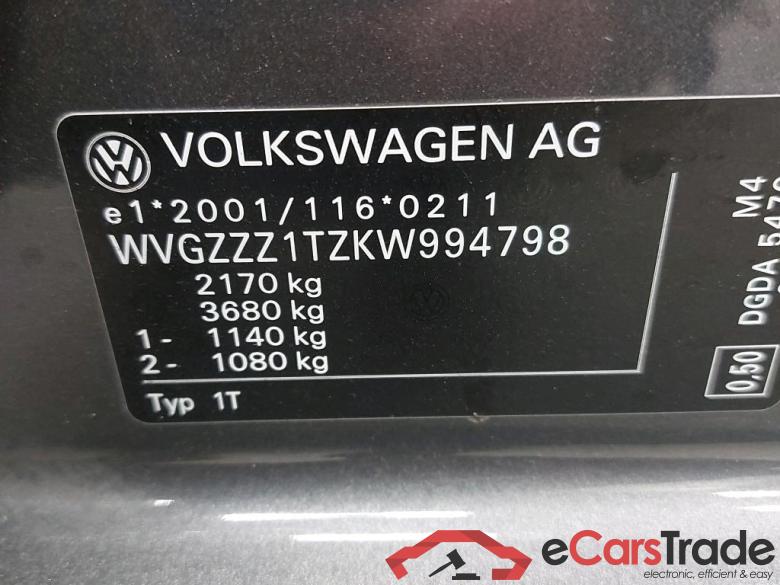 VOLKSWAGEN AG
e1*2001/116*0211
WVGZZZ1TZKW994798
2170 kg
3680 kg
1- 1140 kg
2- 1080 kg
Typ 1T
M4
DGDA
0,50
eCarsTrade
electronic, efficient & easy